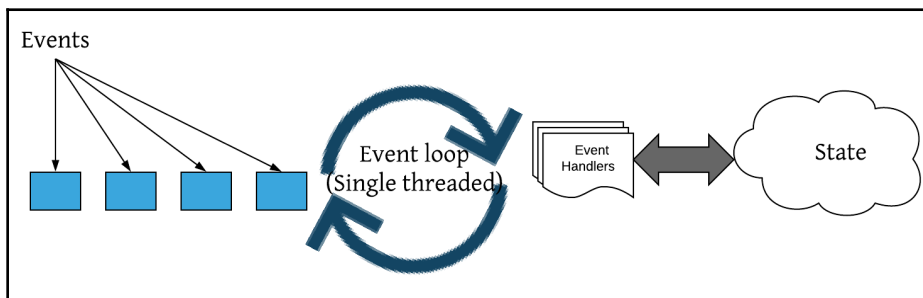 Events
Event loop
(Single threaded)
Event
Handlers
State